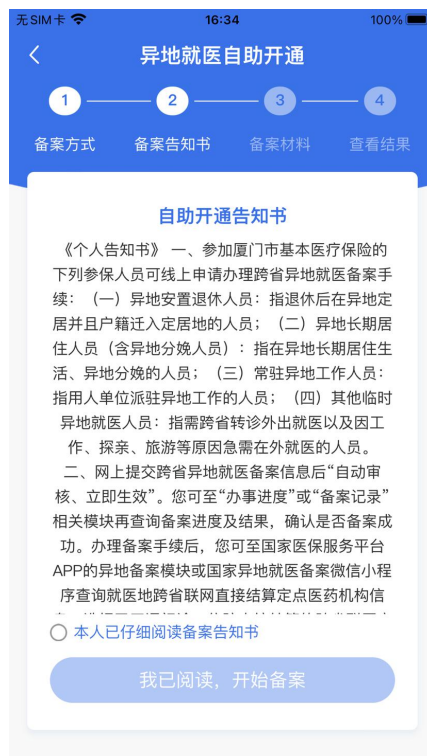 无SIM卡
16:34
100%
异地就医自助开通
1
2
3
4
备案方式
备案告知书
备案材料
查看结果
自助开通告知书
《个人告知书》 一、参加厦门市基本医疗保险的
下列参保人员可线上申请办理跨省异地就医备案手
续：（一）异地安置退休人员：指退休后在异地定
居并且户籍迁入定居地的人员；（二）异地长期居
住人员（含异地分娩人员）：指在异地长期居住生
活、异地分娩的人员；（三）常驻异地工作人员：
指用人单位派驻异地工作的人员；（四）其他临时
异地就医人员：指需跨省转诊外出就医以及因工
作、探亲、旅游等原因急需在外就医的人员。
二、网上提交跨省异地就医备案信息后“自动审
核、立即生效”。您可至“办事进度”或“备案记录”
相关模块再查询备案进度及结果，确认是否备案成
功。办理备案手续后，您可至国家医保服务平台
APP的异地备案模块或国家异地就医备案微信小程
序查询就医地跨省联网直接结算定点医药机构信
本人已仔细阅读备案告知书
我已阅读，开始备案